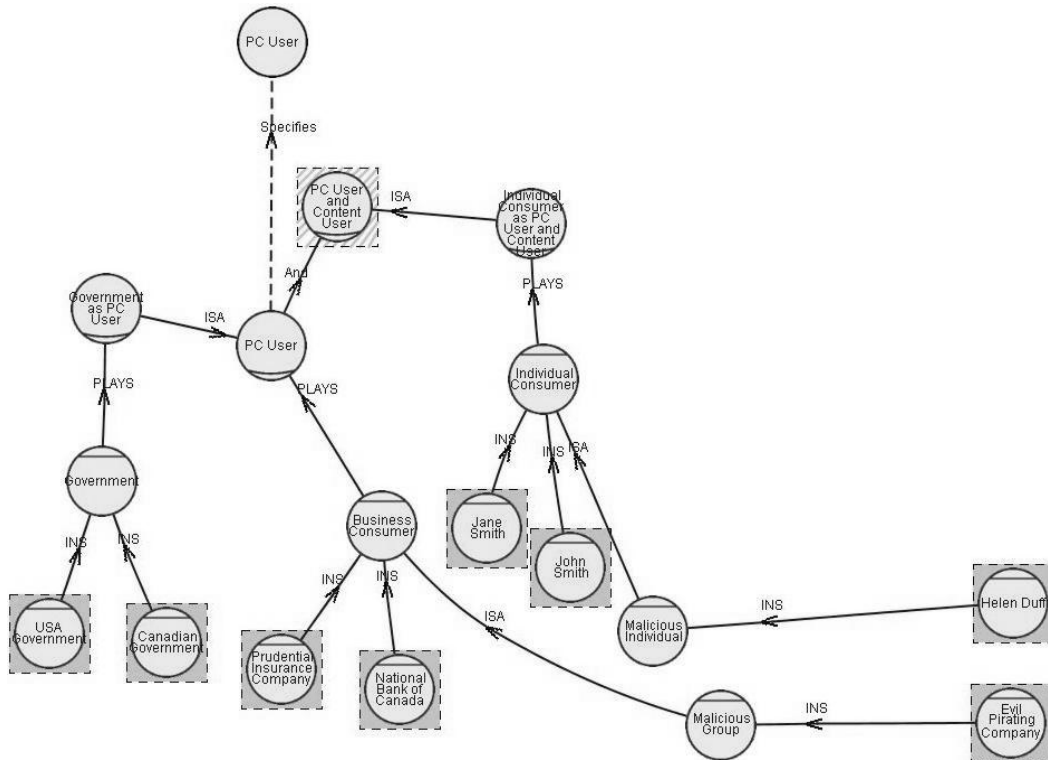 PC User
Specifies
PC User
and
Content
User
ISA
Individual
Consumer
as PC
User and
Content
User
And
PLAYS
Government
as PC
User
ISA
PC User
Individual
Consumer
PLAYS
PLAYS
INS
INS
ISA
Government
Business
Consumer
Jane
Smith
INS
INS
John
Smith
INS
INS
USA
Government
Canadian
Government
Prudential
Insurance
Company
National
Bank of
Canada
ISA
Malicious
Individual
INS
Helen Duff
Malicious
Group
INS
Evil
Pirating
Company